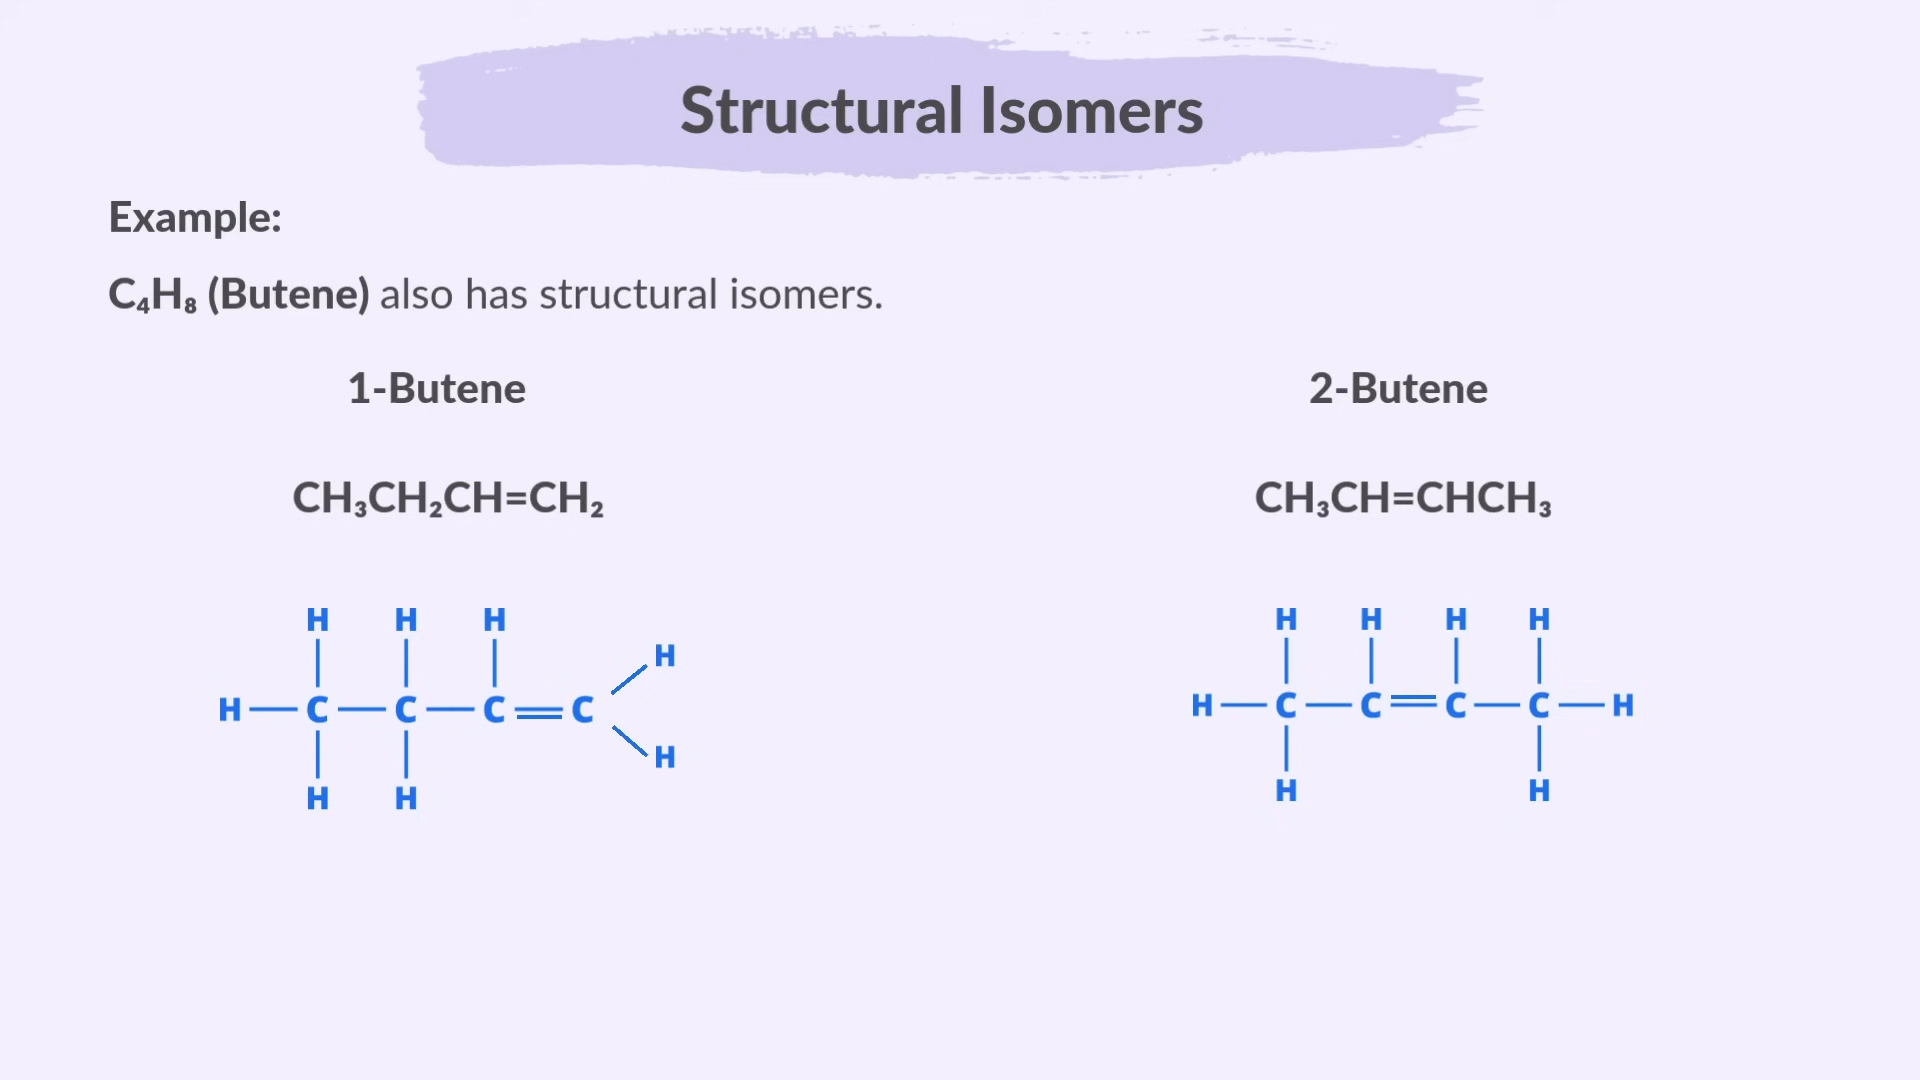 Structural Isomers
Example:
C₄H₈ (Butene) also has structural isomers.
1-Butene
2-Butene
CH₃CH₂CH=CH₂
CH₃CH=CHCH₃
H H H
H
H—C—C—C=C
H
H H
H H H H
H—C—C=C—C—H
H H